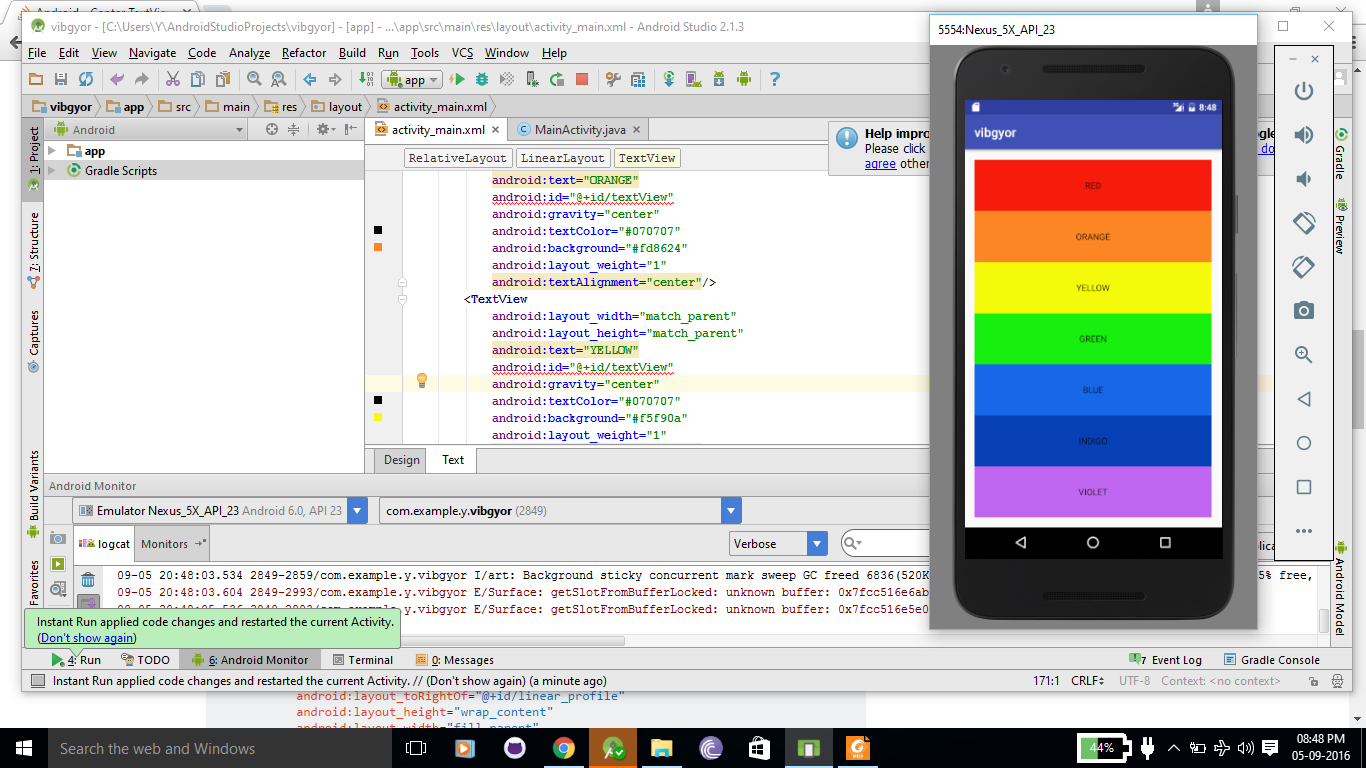 vibgyor - [C:\Users\Y\AndroidStudioProjects\vibgyor] - [app] - ...\app\src\main\res\layout\activity_main.xml - Android Studio 2.1.3
File Edit View Navigate Code Analyze Refactor Build Run Tools VCS Window Help
app
vibgyor app src main res layout activity_main.xml
1: Project
7: Structure
Captures
Build Variants
Favorites
Android
app
Gradle Scripts
activity_main.xml MainActivity.java
RelativeLayout LinearLayout TextView
Help impro
Please click
agree other
android:text="ORANGE"
android:id="@+id/textView"
android:gravity="center"
android:textColor="#070707"
android:background="#fd8624"
android:layout_weight="1"
android:textAlignment="center"/>
<TextView
android:layout_width="match_parent"
android:layout_height="match_parent"
android:text="YELLOW"
android:id="@+id/textView"
android:gravity="center"
android:textColor="#070707"
android:background="#f5f90a"
android:layout_weight="1"
Design Text
5554:Nexus_5X_API_23
8:48
vibgyor
RED
ORANGE
YELLOW
GREEN
BLUE
INDIGO
VIOLET
Gradle
Preview
Android Model
Android Monitor
Emulator Nexus_5X_API_23 Android 6.0, API 23 com.example.y.vibgyor (2849)
logcat Monitors Verbose
09-05 20:48:03.534 2849-2859/com.example.y.vibgyor I/art: Background sticky concurrent mark sweep GC freed 6836(520K 5% free,
09-05 20:48:03.604 2849-2993/com.example.y.vibgyor E/Surface: getSlotFromBufferLocked: unknown buffer: 0x7fcc516e6ab
E/Surface: getSlotFromBufferLocked: unknown buffer: 0x7fcc516e5e0
Instant Run applied code changes and restarted the current Activity.
(Don't show again)
4: Run TODO 6: Android Monitor Terminal 0: Messages 7 Event Log Gradle Console
Instant Run applied code changes and restarted the current Activity. // (Don't show again) (a minute ago) 171:1 CRLF UTF-8 Context: <no context>
android:layout_toRightOf="@+id/linear_profile"
android:layout_height="wrap_content"
android:layout_width="fill_parent"
Search the web and Windows
44%
08:48 PM
05-09-2016